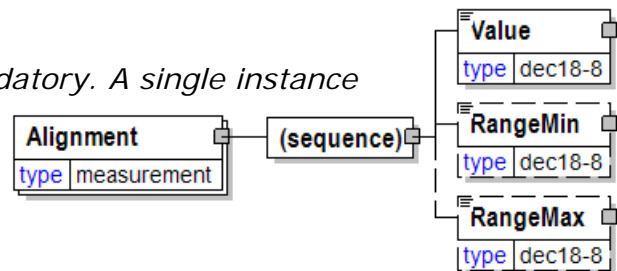 Value
type dec18-8
datory. A single instance
Alignment
type measurement
(sequence)
RangeMin
type dec18-8
RangeMax
type dec18-8